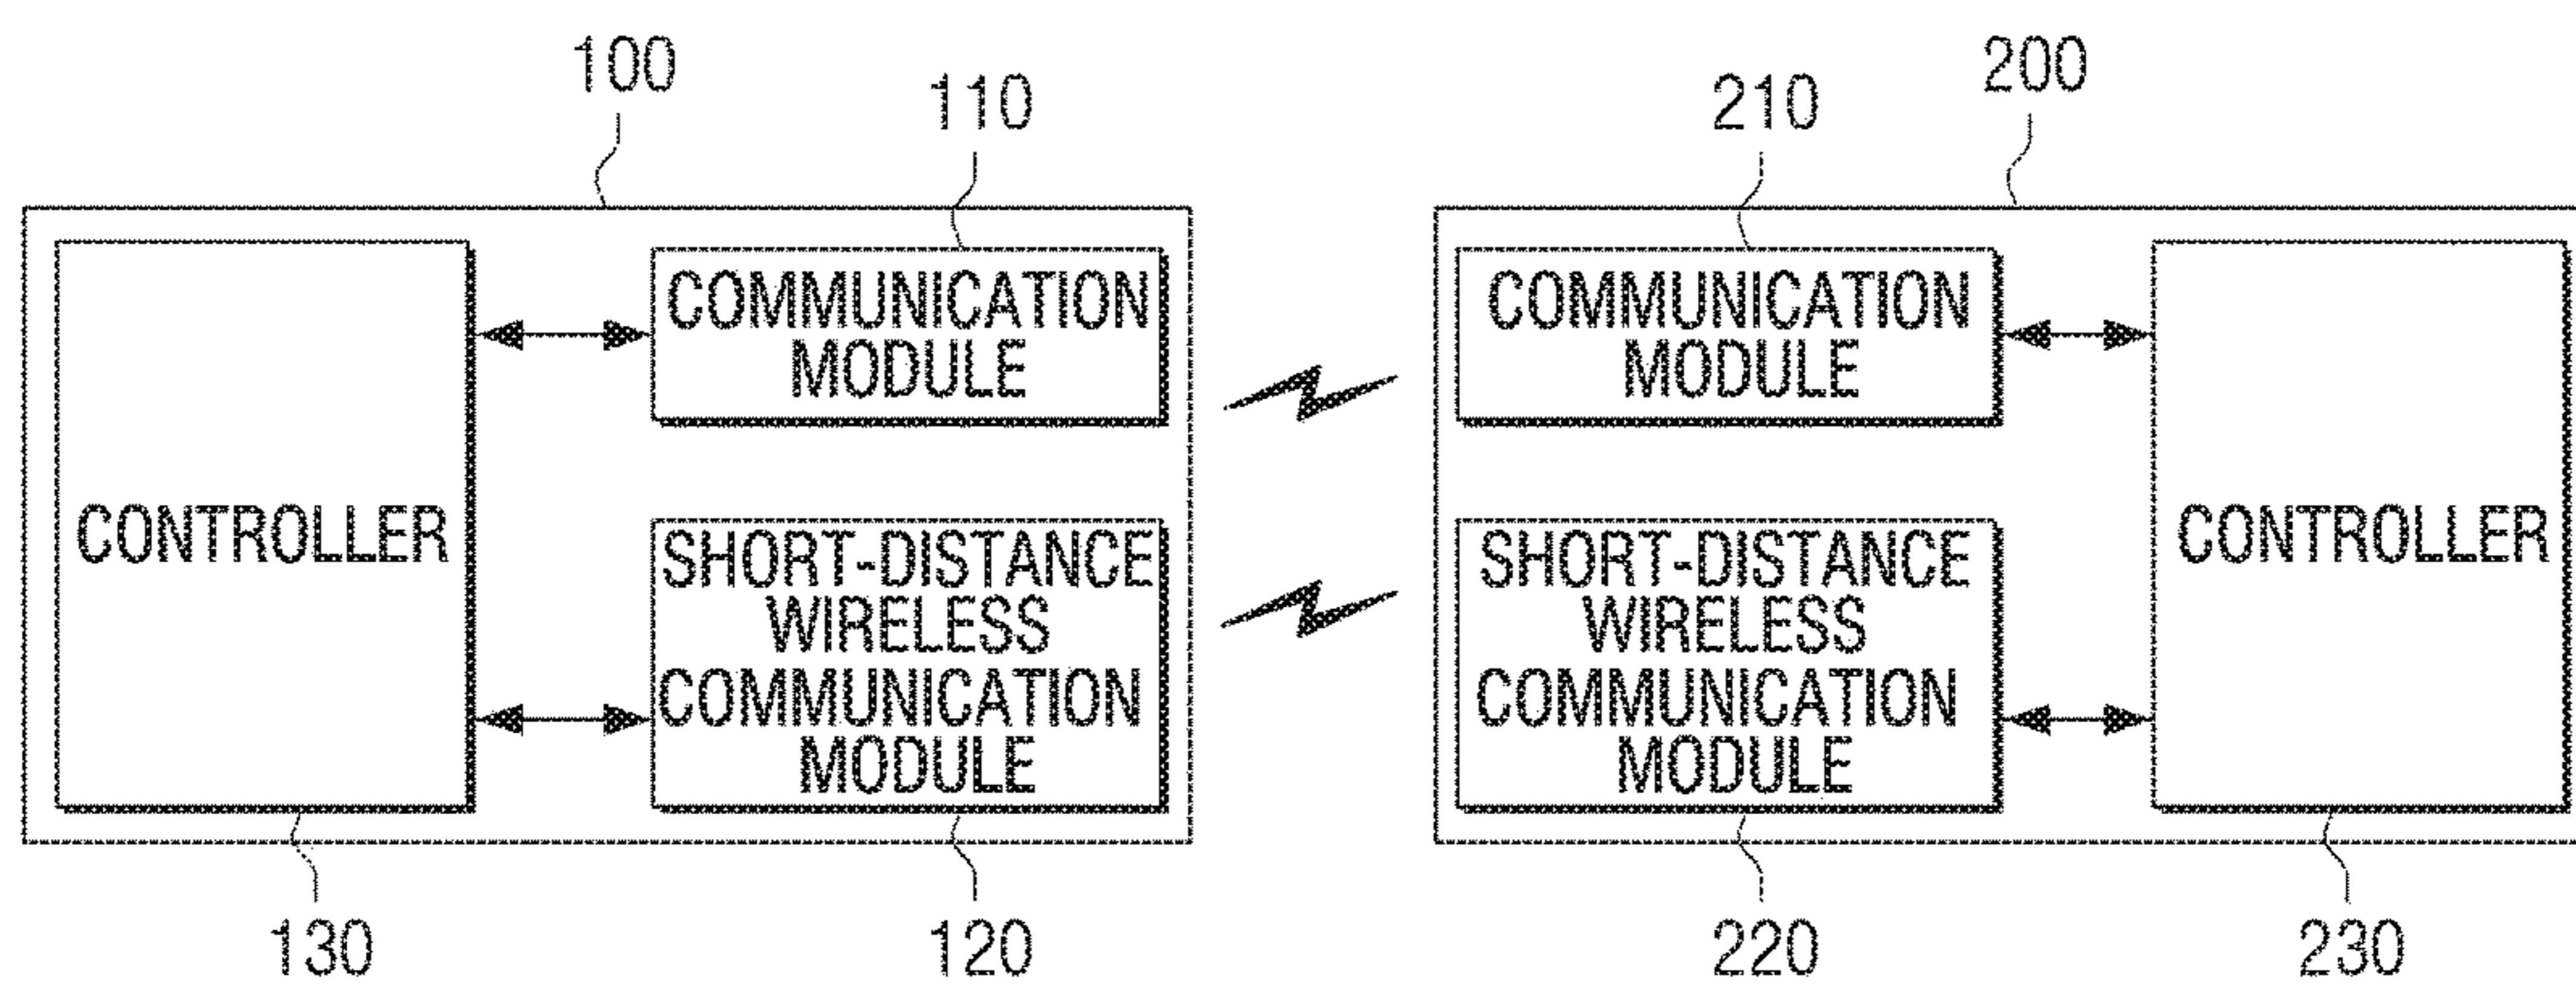 100
110
210
200
COMMUNICATION
MODULE
COMMUNICATION
MODULE
CONTROLLER
SHORT-DISTANCE
WIRELESS
COMMUNICATION
MODULE
SHORT-DISTANCE
WIRELESS
COMMUNICATION
MODULE
CONTROLLER
130
120
220
230